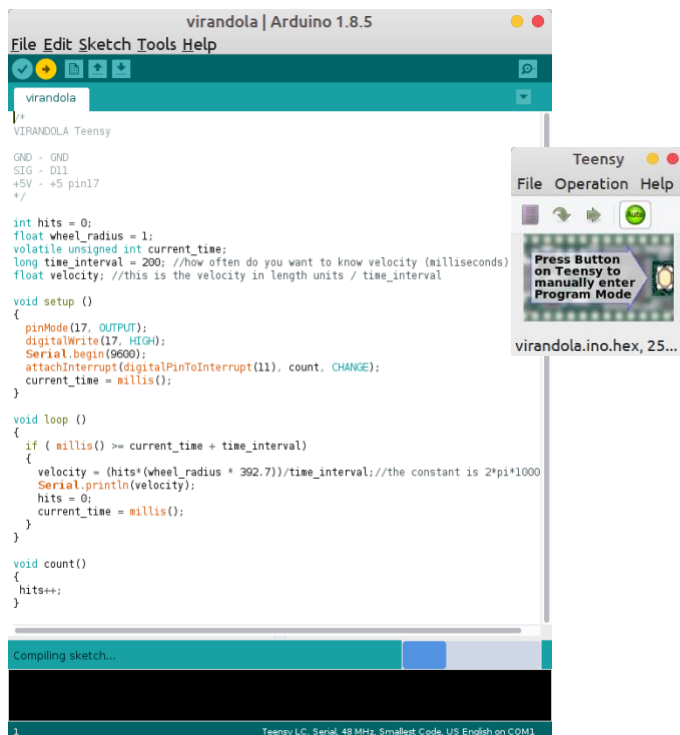 virandola | Arduino 1.8.5
File Edit Sketch Tools Help
virandola
/*
VIRANDOLA Teensy
GND - GND
SIG - D11
+5V - +5 pin17
*/
int hits = 0;
float wheel_radius = 1;
volatile unsigned int current_time;
long time_interval = 200; //how often do you want to know velocity (milliseconds)
float velocity; //this is the velocity in length units / time_interval
void setup ()
{
pinMode(17, OUTPUT);
digitalWrite(17, HIGH);
Serial.begin(9600);
attachInterrupt(digitalPinToInterrupt(11), count, CHANGE);
current_time = millis();
}
void loop ()
{
if ( millis() >= current_time + time_interval)
{
velocity = (hits*(wheel_radius * 392.7))/time_interval;//the constant is 2*pi*1000
Serial.println(velocity);
hits = 0;
current_time = millis();
}
}
void count()
{
hits++;
}
Compiling sketch...
1
Teensy LC, Serial, 48 MHz, Smallest Code, US English on COM1
Teensy
File Operation Help
Auto
Press Button
on Teensy to
manually enter
Program Mode
virandola.ino.hex, 25...